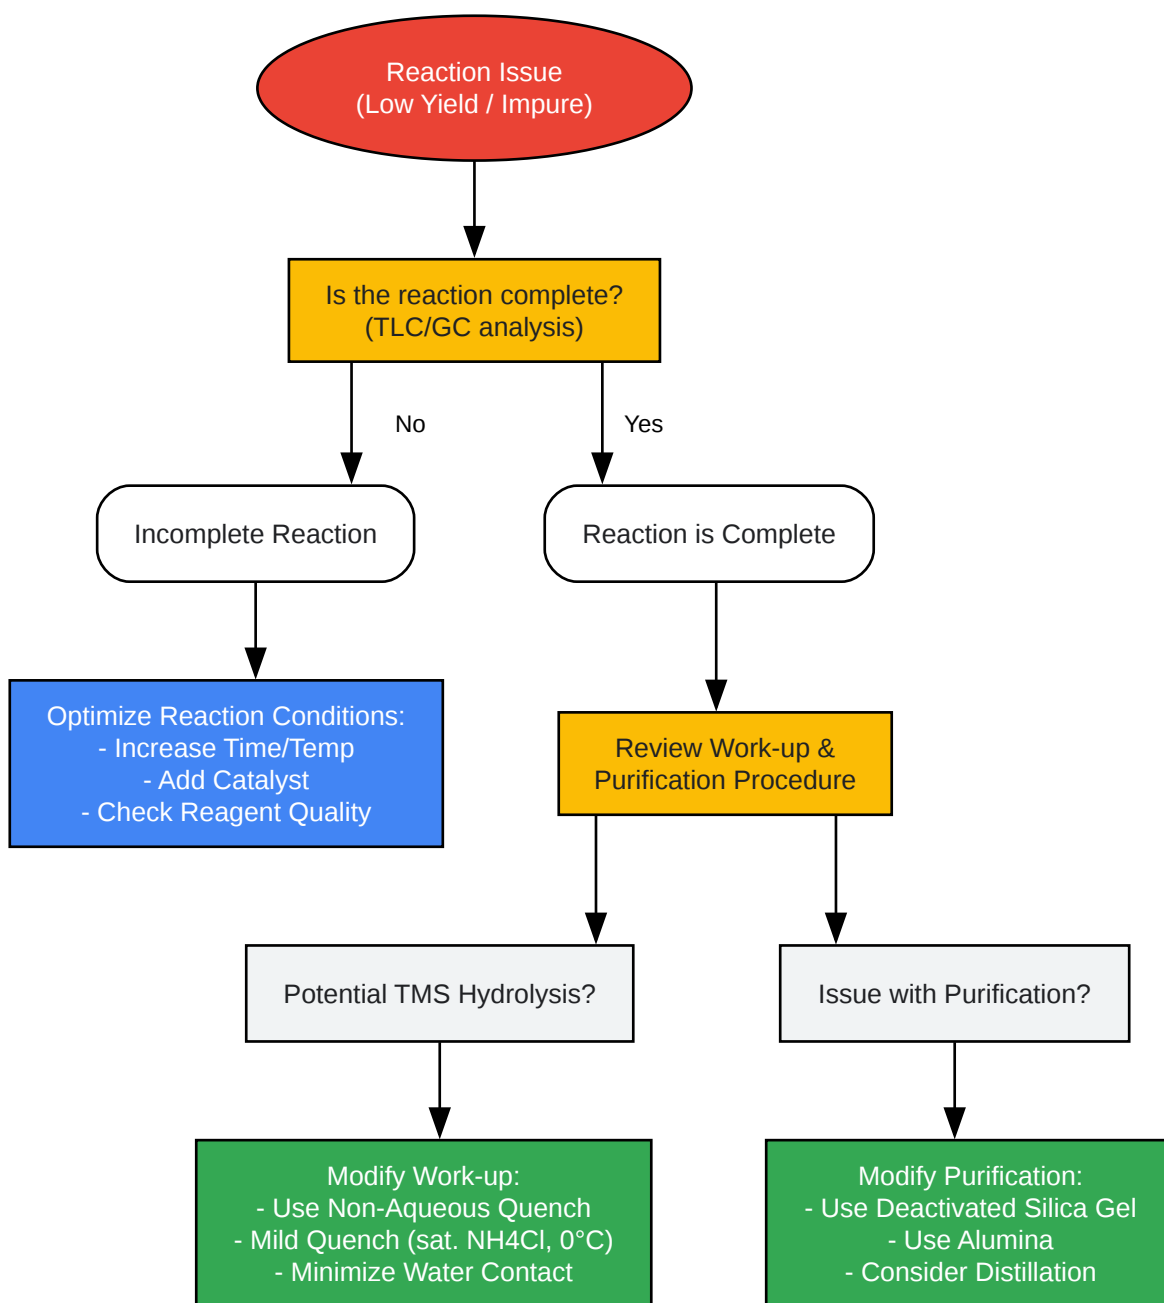 Reaction Issue
(Low Yield / Impure)
Is the reaction complete?
(TLC/GC analysis)
No
Yes
Incomplete Reaction
Reaction is Complete
Optimize Reaction Conditions:
- Increase Time/Temp
- Add Catalyst
- Check Reagent Quality
Review Work-up &
Purification Procedure
Potential TMS Hydrolysis?
Issue with Purification?
Modify Work-up:
- Use Non-Aqueous Quench
- Mild Quench (sat. NH4Cl, 0°C)
- Minimize Water Contact
Modify Purification:
- Use Deactivated Silica Gel
- Use Alumina
- Consider Distillation